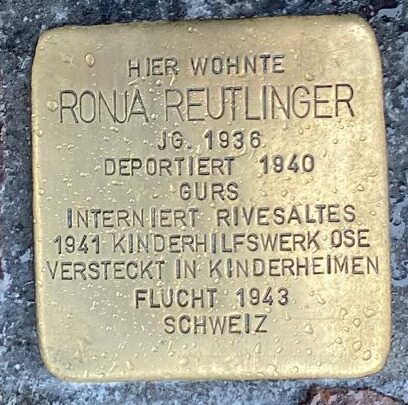 HIER WOHNTE
RONJA REUTLINGER
JG. 1936
DEPORTIERT 1940
GURS
INTERNIERT RIVESALTES
1941 KINDERHILFSWERK OSE
VERSTECKT IN KINDERHEIMEN
FLUCHT 1943
SCHWEIZ